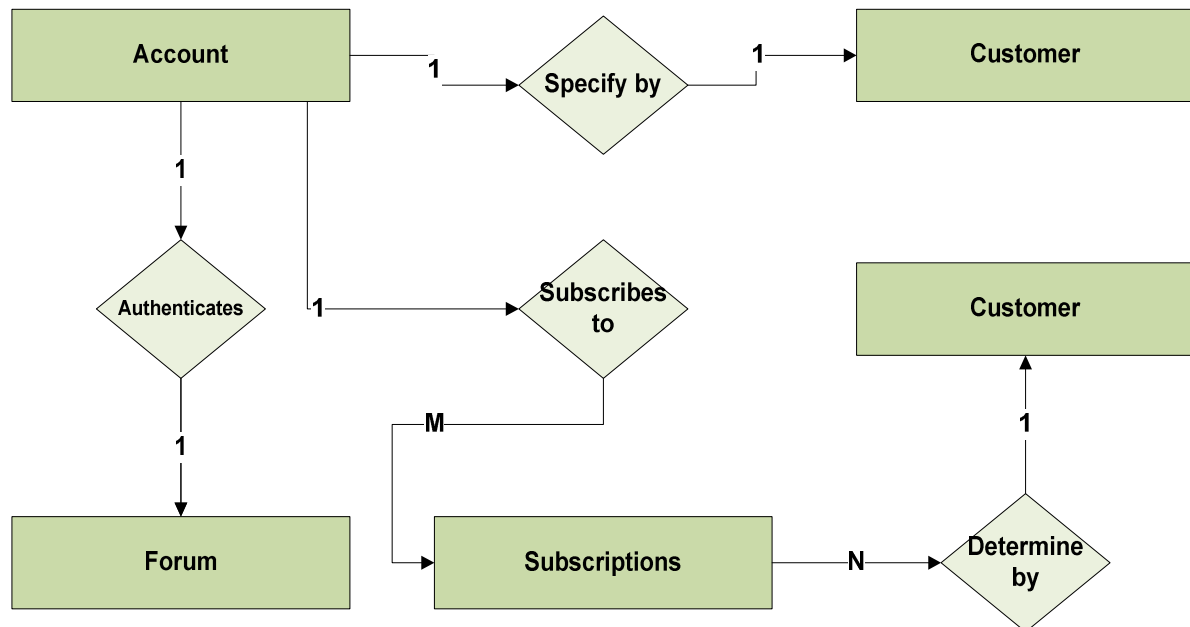 Account
1
Specify by
1
Customer
1
Authenticates
1
Subscribes
to
Customer
M
1
1
Forum
Subscriptions
N
Determine
by